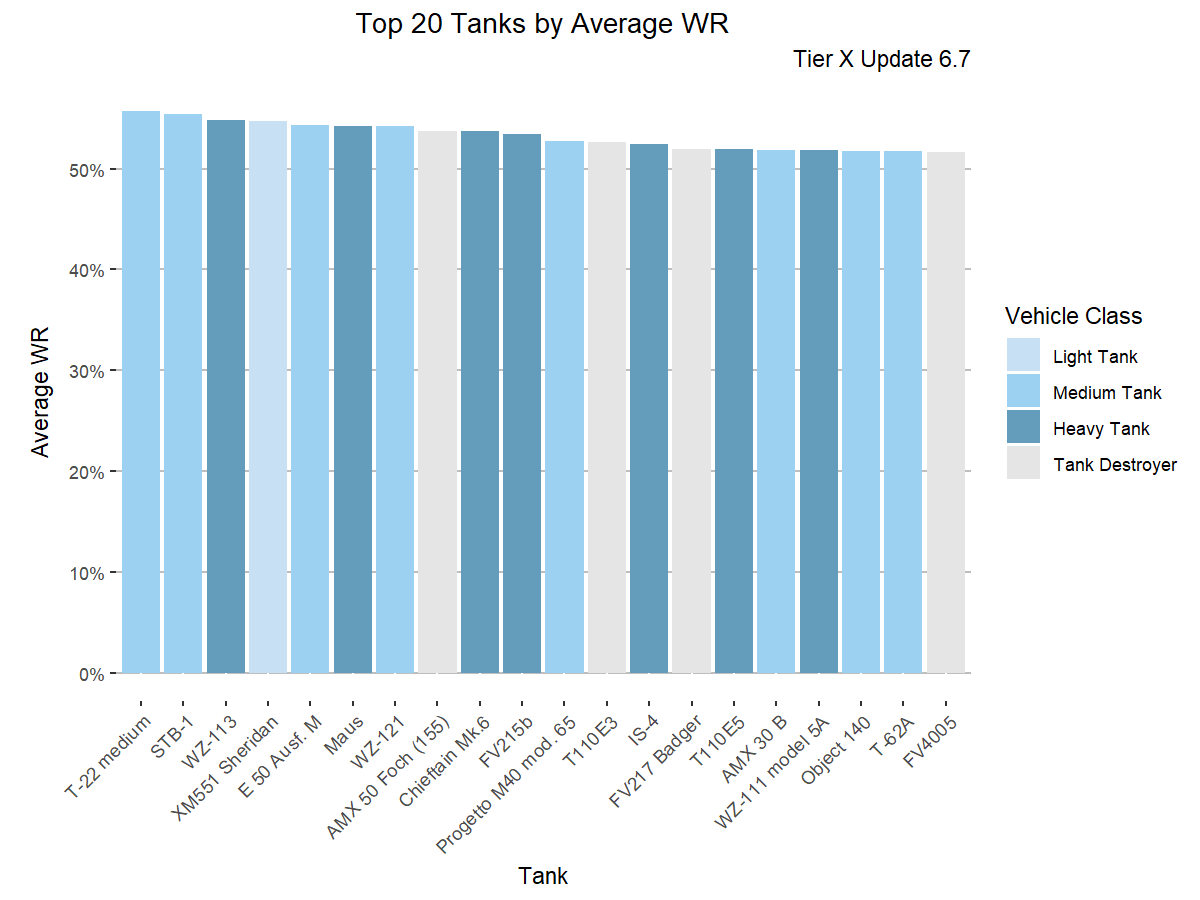 Top 20 Tanks by Average WR
Tier X Update 6.7
Average WR
50%
40%
30%
20%
10%
0%
T-22 medium
STB-1
WZ-113
XM551 Sheridan
E 50 Ausf. M
Maus
WZ-121
AMX 50 Foch (155)
Chieftain Mk.6
FV215b
Progetto M40 mod. 65
T110E3
IS-4
FV217 Badger
T110E5
AMX 30 B
WZ-111 model 5A
Object 140
T-62A
FV4005
Tank
Vehicle Class
Light Tank
Medium Tank
Heavy Tank
Tank Destroyer